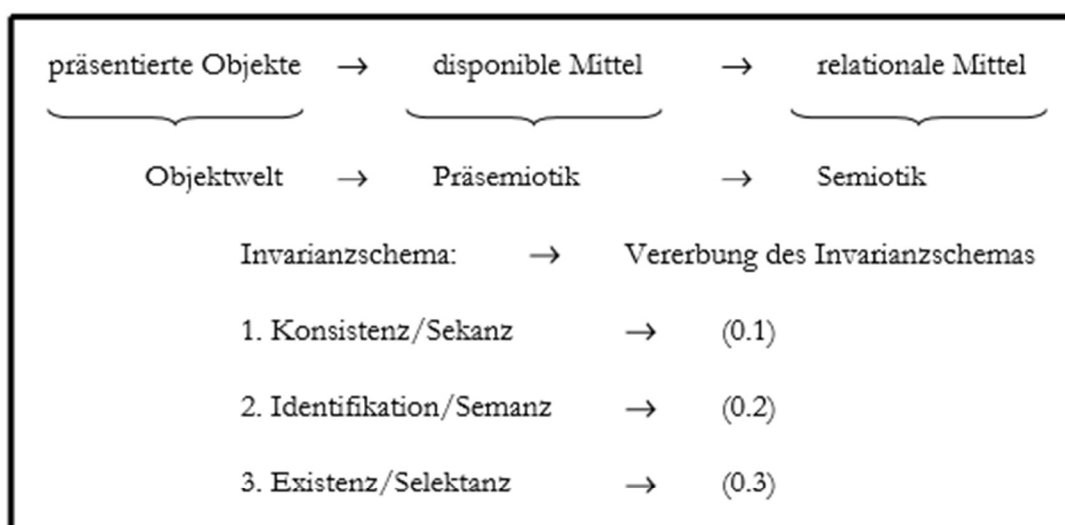 präsentierte Objekte → disponible Mittel → relationale Mittel
Objektwelt → Präsemiotik → Semiotik
Invarianzschema: → Vererbung des Invarianzschemas
1. Konsistenz/Sekanz → (0.1)
2. Identifikation/Semanz → (0.2)
3. Existenz/Selektanz → (0.3)